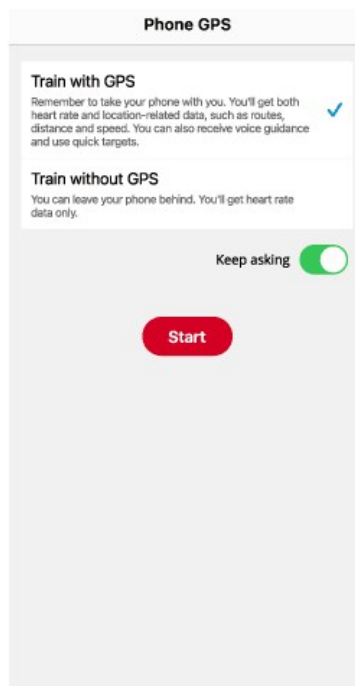 Phone GPS
Train with GPS
Remember to take your phone with you. You'll get both
heart rate and location-related data, such as routes,
distance and speed. You can also receive voice guidance
and use quick targets.
Train without GPS
You can leave your phone behind. You'll get heart rate
data only.
Keep asking
Start